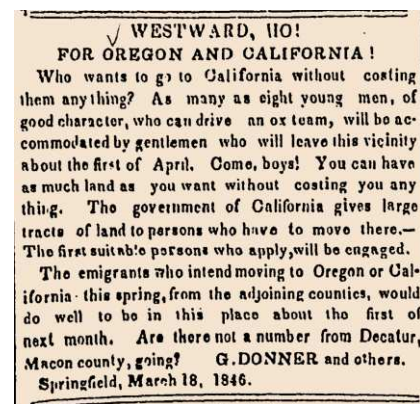 WESTWARD, HO!
FOR OREGON AND CALIFORNIA!
Who wants to go to California without costing
them anything? As many as eight young men, of
good character, who can drive an ox team, will be ac-
commodated by gentlemen who will leave this vicinity
about the first of April. Come, boys! You can have
as much land as you want without costing you any
thing. The government of California gives large
tracts of land to persons who have to move there.—
The first suitable persons who apply, will be engaged.
The emigrants who intend moving to Oregon or Cal-
ifornia this spring, from the adjoining counties, would
do well to be in this place about the first of
next month. Are there not a number from Decatur,
Macon county, going? G. DONNER and others.
Springfield, March 18, 1846.